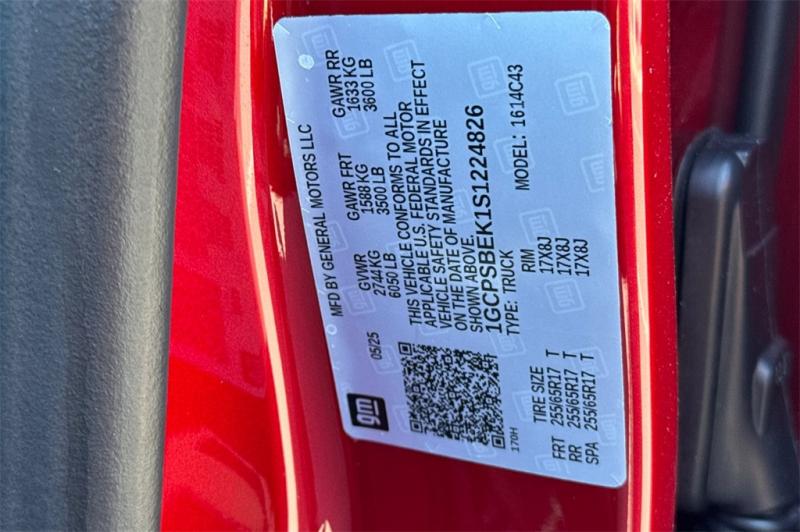 gm
05/25
MFD BY GENERAL MOTORS LLC
GVWR GAWR FRT GAWR RR
2744 KG 1588 KG 1633 KG
6050 LB 3500 LB 3600 LB
THIS VEHICLE CONFORMS TO ALL
APPLICABLE U.S. FEDERAL MOTOR
VEHICLE SAFETY STANDARDS IN EFFECT
ON THE DATE OF MANUFACTURE
SHOWN ABOVE.
1GCPSBEK1S1224826
TYPE: TRUCK MODEL: 1614C43
170H
TIRE SIZE RIM
FRT 255/65R17 T 17X8J
RR 255/65R17 T 17X8J
SPA 255/65R17 T 17X8J